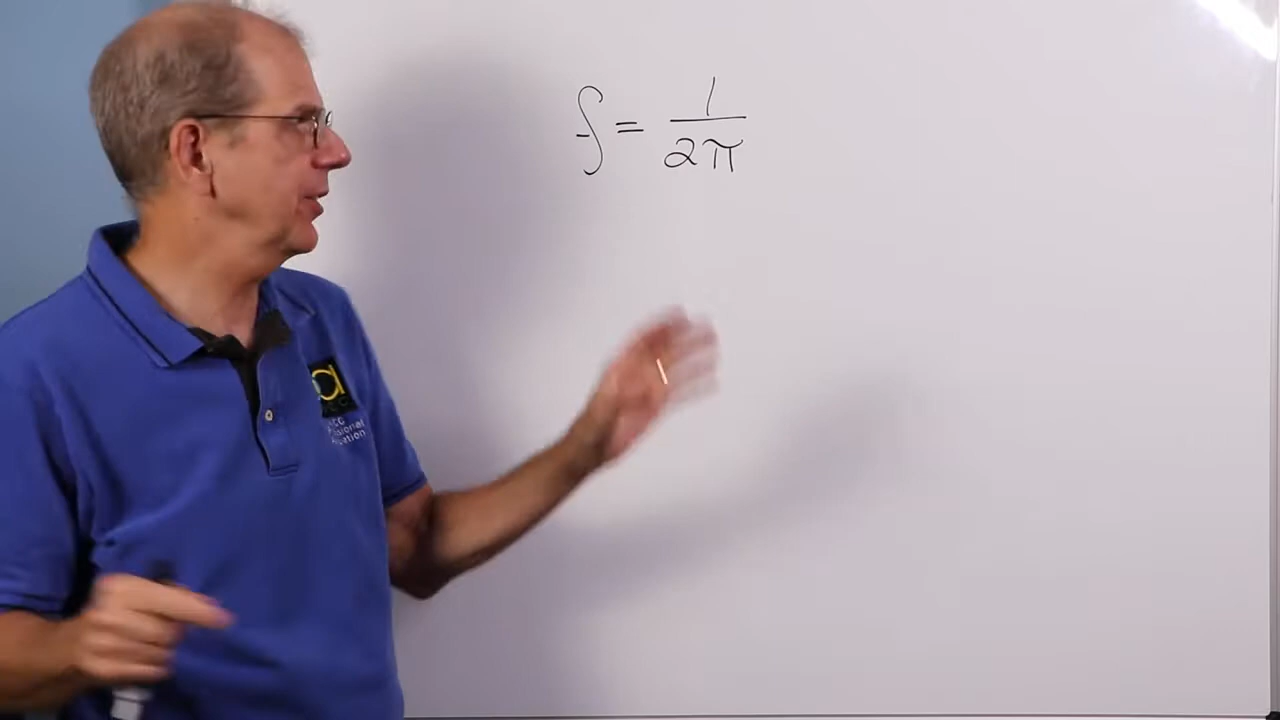 f = 1/2π